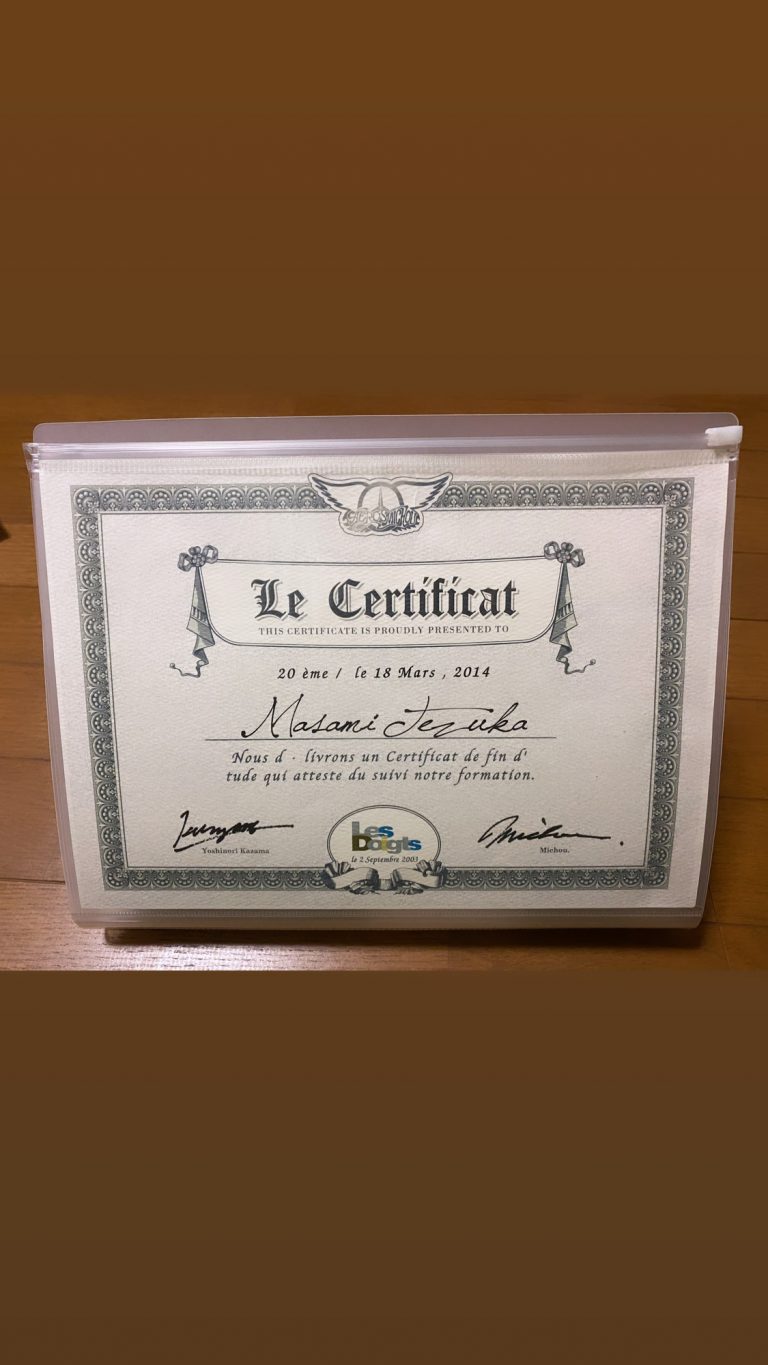 Le Certificat
THIS CERTIFICATE IS PROUDLY PRESENTED TO
20 ème / le 18 Mars , 2014
Masami Tezuka
Nous d · livrons un Certificat de fin d'
tude qui atteste du suivi notre formation.
Les
Doigts
le 2 Septembre 2003
Yoshinori Kazama
Michou.